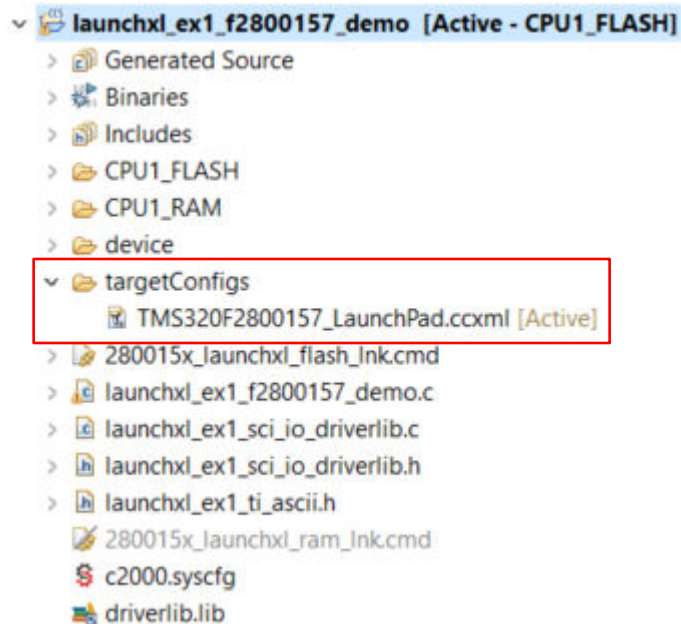 launchxl_ex1_f2800157_demo [Active - CPU1_FLASH]
Generated Source
Binaries
Includes
CPU1_FLASH
CPU1_RAM
device
targetConfigs
TMS320F2800157_LaunchPad.ccxml [Active]
280015x_launchxl_flash_lnk.cmd
launchxl_ex1_f2800157_demo.c
launchxl_ex1_sci_io_driverlib.c
launchxl_ex1_sci_io_driverlib.h
launchxl_ex1_ti_ascii.h
280015x_launchxl_ram_lnk.cmd
c2000.syscfg
driverlib.lib